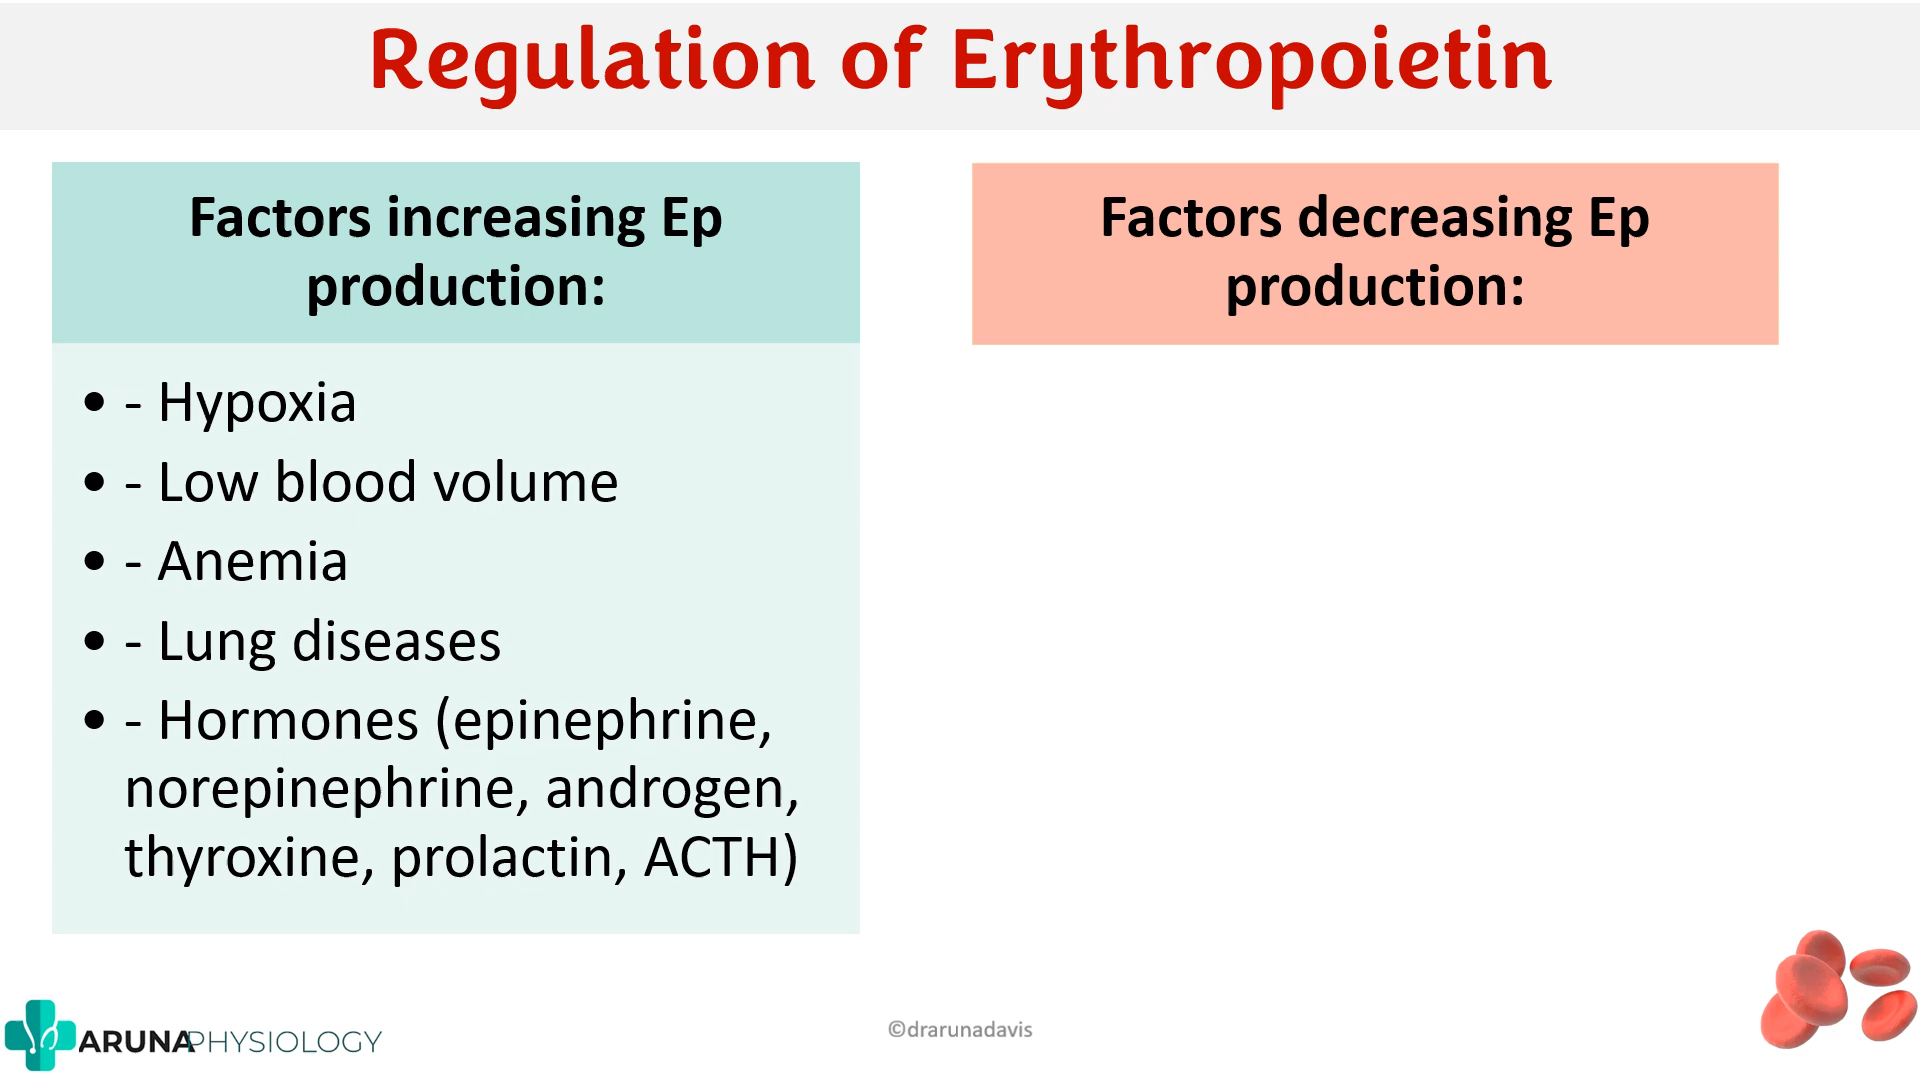 Regulation of Erythropoietin
Factors increasing Ep
production:
• - Hypoxia
• - Low blood volume
• - Anemia
• - Lung diseases
• - Hormones (epinephrine,
norepinephrine, androgen,
thyroxine, prolactin, ACTH)
Factors decreasing Ep
production:
ARUNAPHYSIOLOGY
©drarunadavis